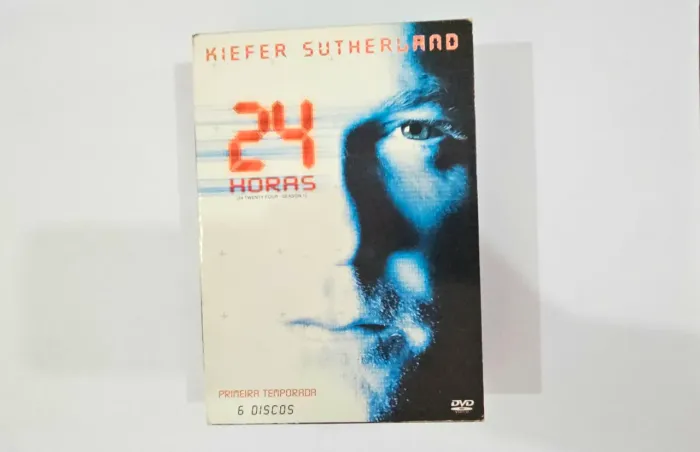 KIEFER SUTHERLAND
24
HORAS
PRIMEIRA TEMPORADA
6 DISCOS
DVD